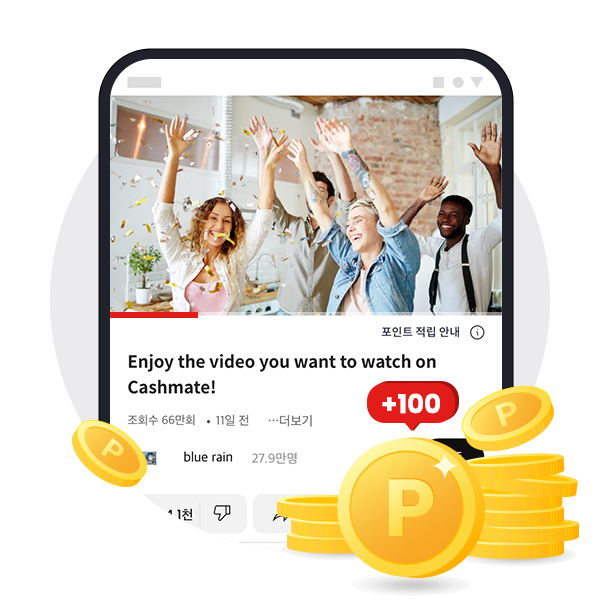 포인트 적립 안내
Enjoy the video you want to watch on
Cashmate!
조회수 66만회 • 11일 전 …더보기
+100
P
blue rain 27.9만명
P
1천
P